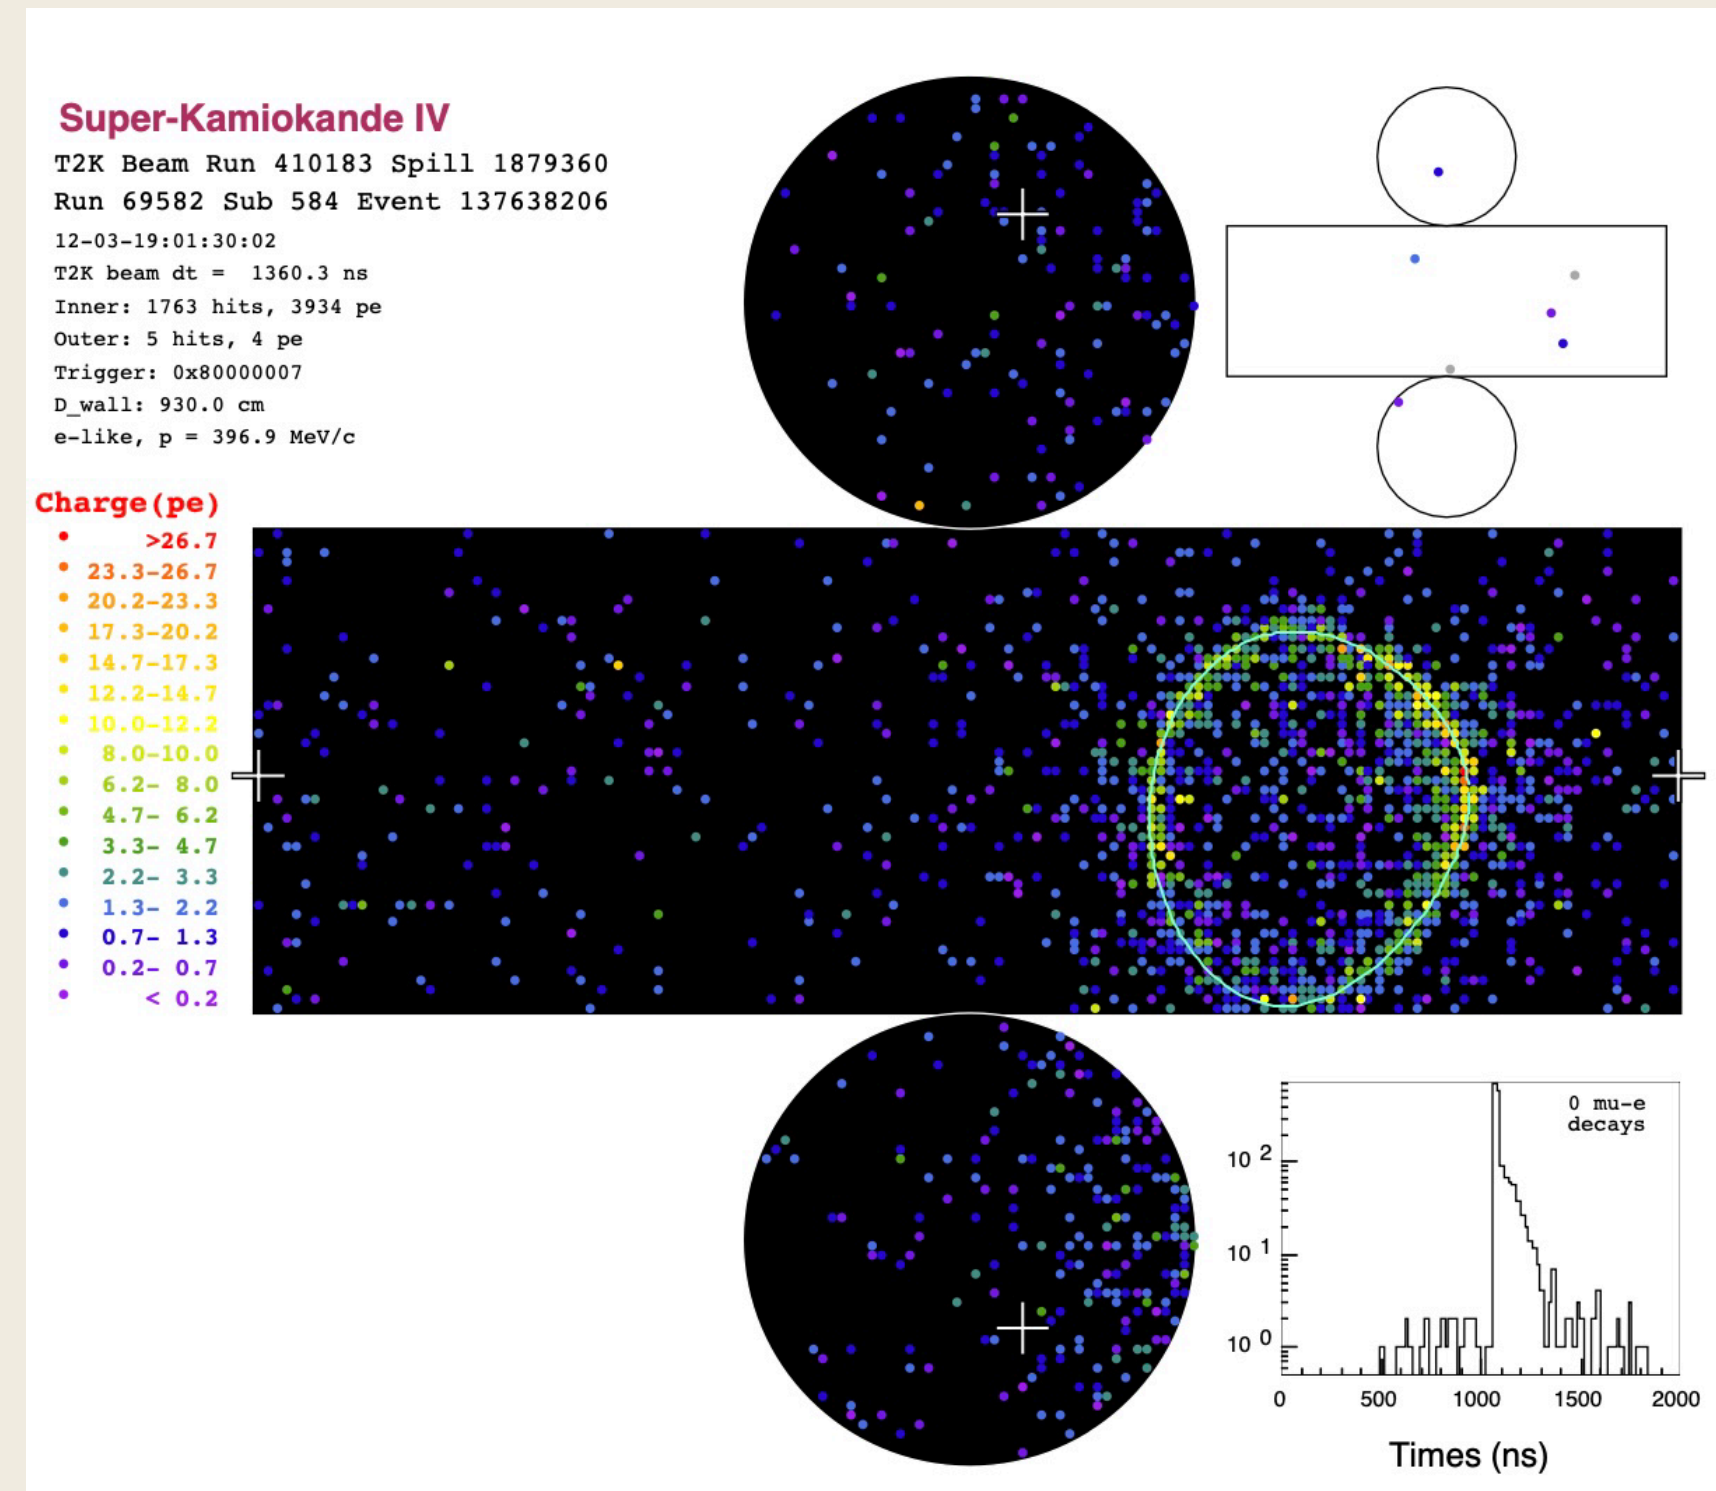 Super-Kamiokande IV
T2K Beam Run 410183 Spill 1879360
Run 69582 Sub 584 Event 137638206
12-03-19:01:30:02
T2K beam dt =  1360.3 ns
Inner: 1763 hits, 3934 pe
Outer: 5 hits, 4 pe
Trigger: 0x80000007
D_wall: 930.0 cm
e-like, p = 396.9 MeV/c
Charge(pe)
>26.7
23.3-26.7
20.2-23.3
17.3-20.2
14.7-17.3
12.2-14.7
10.0-12.2
8.0-10.0
6.2- 8.0
4.7- 6.2
3.3- 4.7
2.2- 3.3
1.3- 2.2
0.7- 1.3
0.2- 0.7
< 0.2
0 mu-e
decays
10 2
10 1
10 0
0 500 1000 1500 2000
Times (ns)